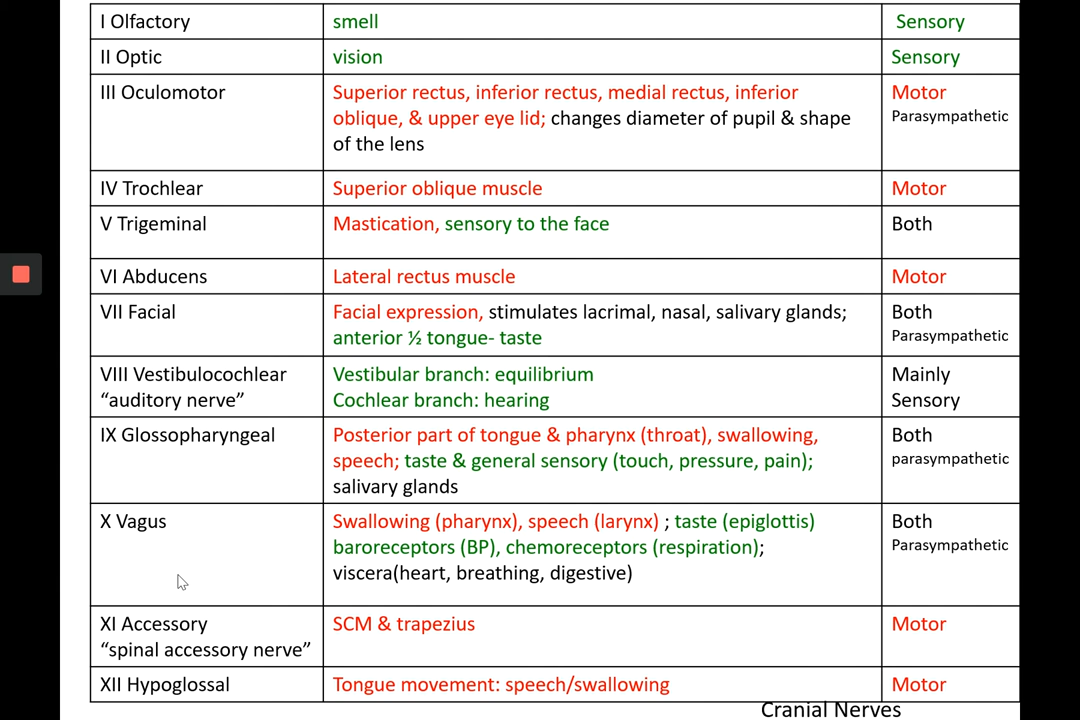 I Olfactory smell Sensory
II Optic vision Sensory
III Oculomotor Superior rectus, inferior rectus, medial rectus, inferior Motor
oblique, & upper eye lid; changes diameter of pupil & shape Parasympathetic
of the lens
IV Trochlear Superior oblique muscle Motor
V Trigeminal Mastication, sensory to the face Both
VI Abducens Lateral rectus muscle Motor
VII Facial Facial expression, stimulates lacrimal, nasal, salivary glands; Both
anterior ½ tongue- taste Parasympathetic
VIII Vestibulocochlear Vestibular branch: equilibrium Mainly
“auditory nerve” Cochlear branch: hearing Sensory
IX Glossopharyngeal Posterior part of tongue & pharynx (throat), swallowing, Both
speech; taste & general sensory (touch, pressure, pain); parasympathetic
salivary glands
X Vagus Swallowing (pharynx), speech (larynx) ; taste (epiglottis) Both
baroreceptors (BP), chemoreceptors (respiration); Parasympathetic
viscera(heart, breathing, digestive)
XI Accessory SCM & trapezius Motor
“spinal accessory nerve”
XII Hypoglossal Tongue movement: speech/swallowing Motor
Cranial Nerves